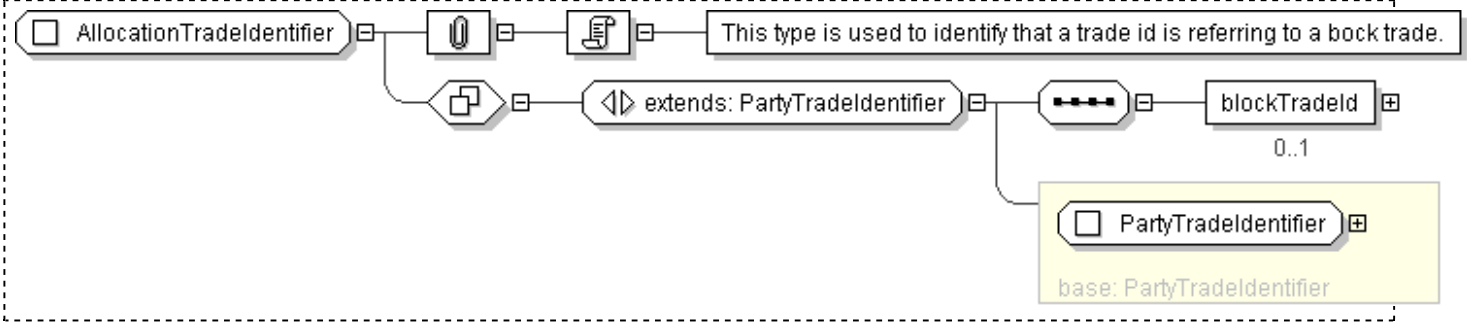 AllocationTradeIdentifier
This type is used to identify that a trade id is referring to a bock trade.
extends: PartyTradeIdentifier
blockTradeId
0..1
PartyTradeIdentifier
base: PartyTradeIdentifier